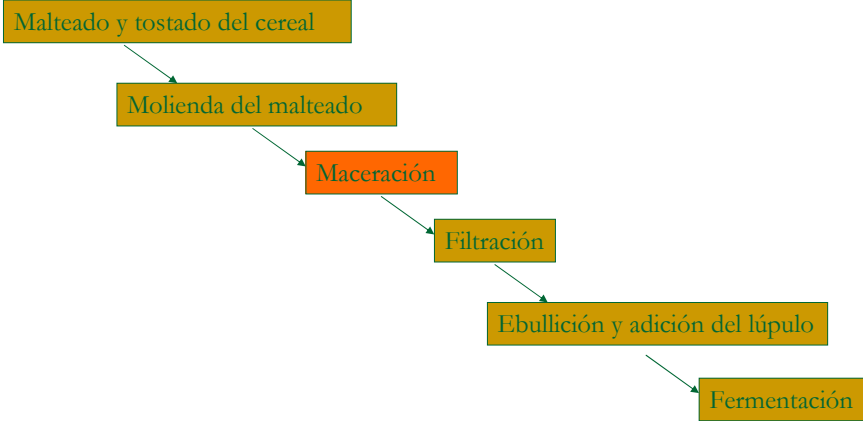 Malteado y tostado del cereal
Molienda del malteado
Maceración
Filtración
Ebullición y adición del lúpulo
Fermentación